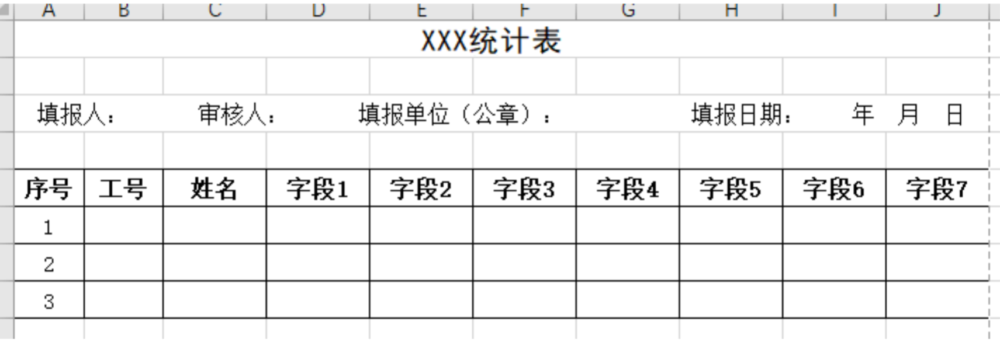 A B C D E F G H I J
XXX统计表
填报人： 审核人： 填报单位（公章）： 填报日期： 年 月 日
序号 工号 姓名 字段1 字段2 字段3 字段4 字段5 字段6 字段7
1
2
3